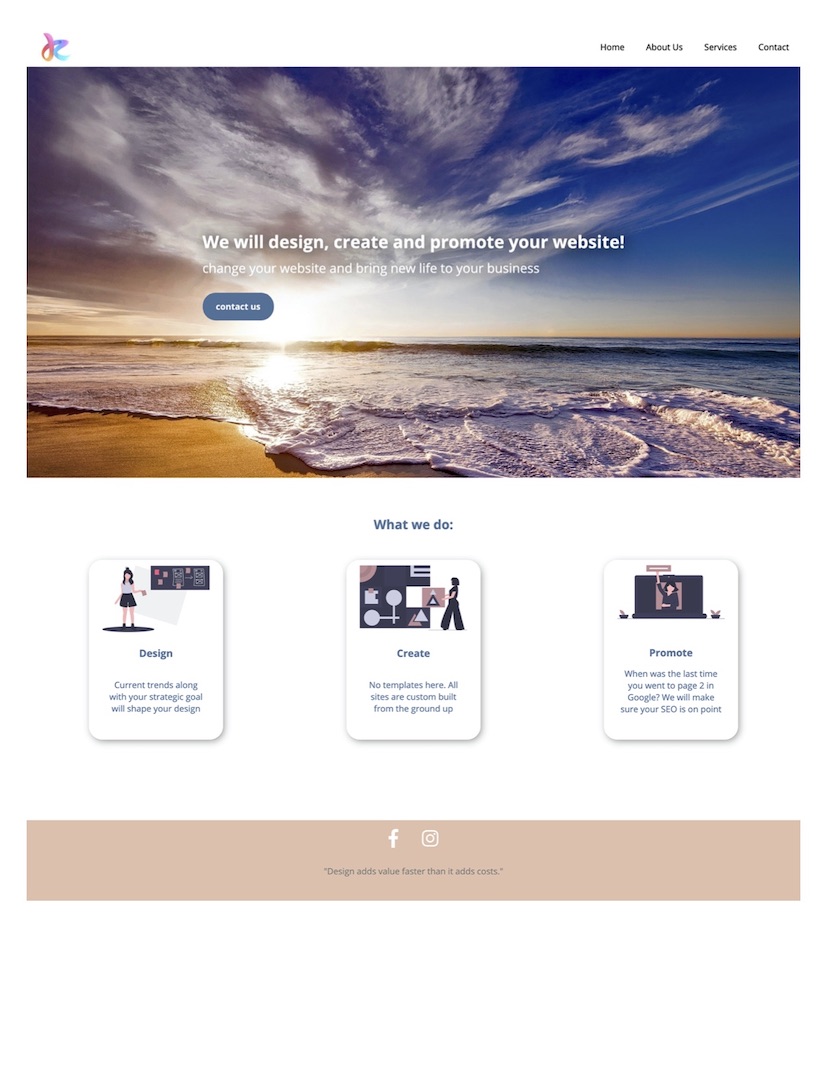 Home About Us Services Contact
We will design, create and promote your website!
change your website and bring new life to your business
contact us
What we do:
Design
Current trends along
with your strategic goal
will shape your design
Create
No templates here. All
sites are custom built
from the ground up
Promote
When was the last time
you went to page 2 in
Google? We will make
sure your SEO is on point
"Design adds value faster than it adds costs."